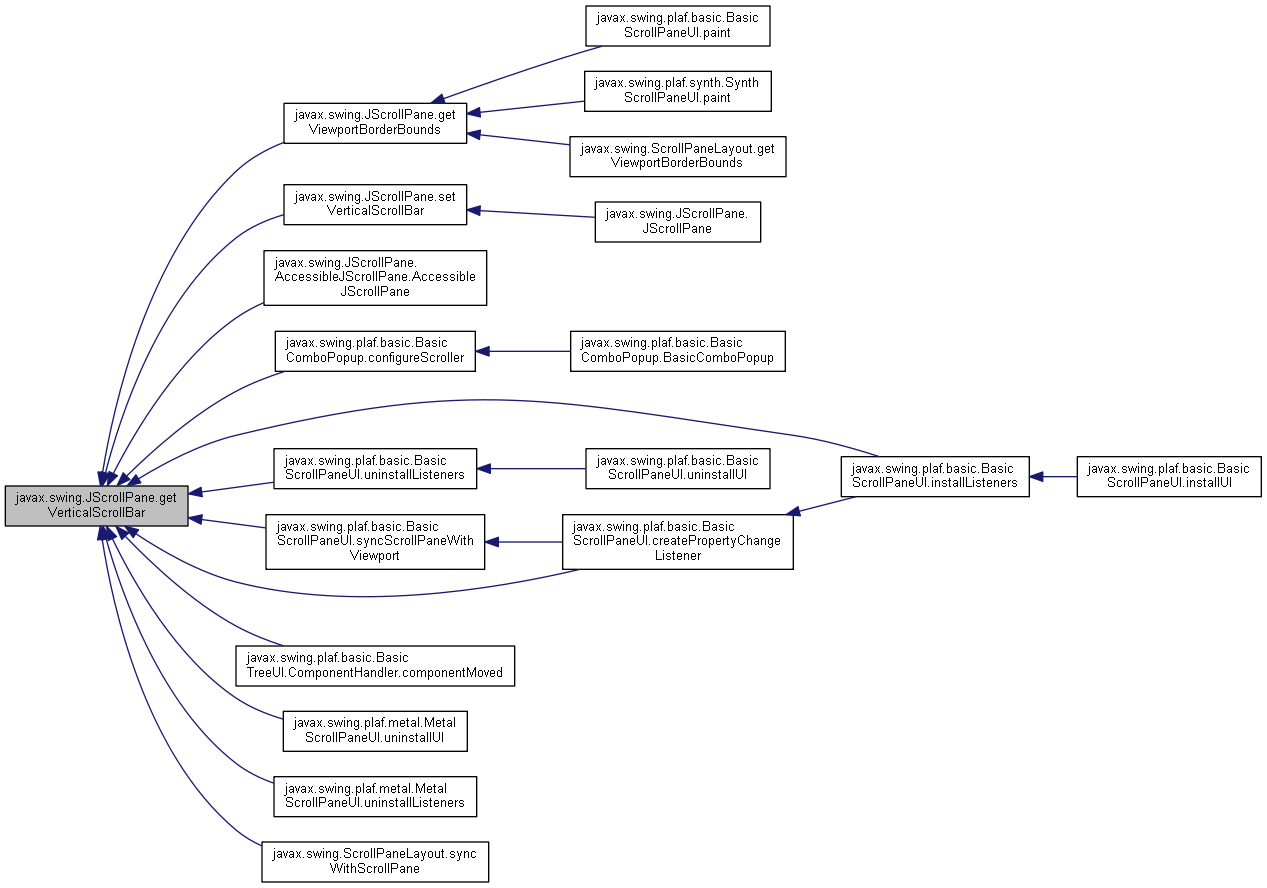 javax.swing.plaf.basic.Basic
ScrollPaneUI.paint
javax.swing.plaf.synth.Synth
ScrollPaneUI.paint
javax.swing.JScrollPane.get
ViewportBorderBounds
javax.swing.ScrollPaneLayout.get
ViewportBorderBounds
javax.swing.JScrollPane.set
VerticalScrollBar
javax.swing.JScrollPane.
JScrollPane
javax.swing.JScrollPane.
AccessibleJScrollPane.Accessible
JScrollPane
javax.swing.plaf.basic.Basic
ComboPopup.configureScroller
javax.swing.plaf.basic.Basic
ComboPopup.BasicComboPopup
javax.swing.plaf.basic.Basic
ScrollPaneUI.uninstallListeners
javax.swing.plaf.basic.Basic
ScrollPaneUI.uninstallUI
javax.swing.plaf.basic.Basic
ScrollPaneUI.installListeners
javax.swing.plaf.basic.Basic
ScrollPaneUI.installUI
javax.swing.JScrollPane.get
VerticalScrollBar
javax.swing.plaf.basic.Basic
ScrollPaneUI.syncScrollPaneWith
Viewport
javax.swing.plaf.basic.Basic
ScrollPaneUI.createPropertyChange
Listener
javax.swing.plaf.basic.Basic
TreeUI.ComponentHandler.componentMoved
javax.swing.plaf.metal.Metal
ScrollPaneUI.uninstallUI
javax.swing.plaf.metal.Metal
ScrollPaneUI.uninstallListeners
javax.swing.ScrollPaneLayout.sync
WithScrollPane